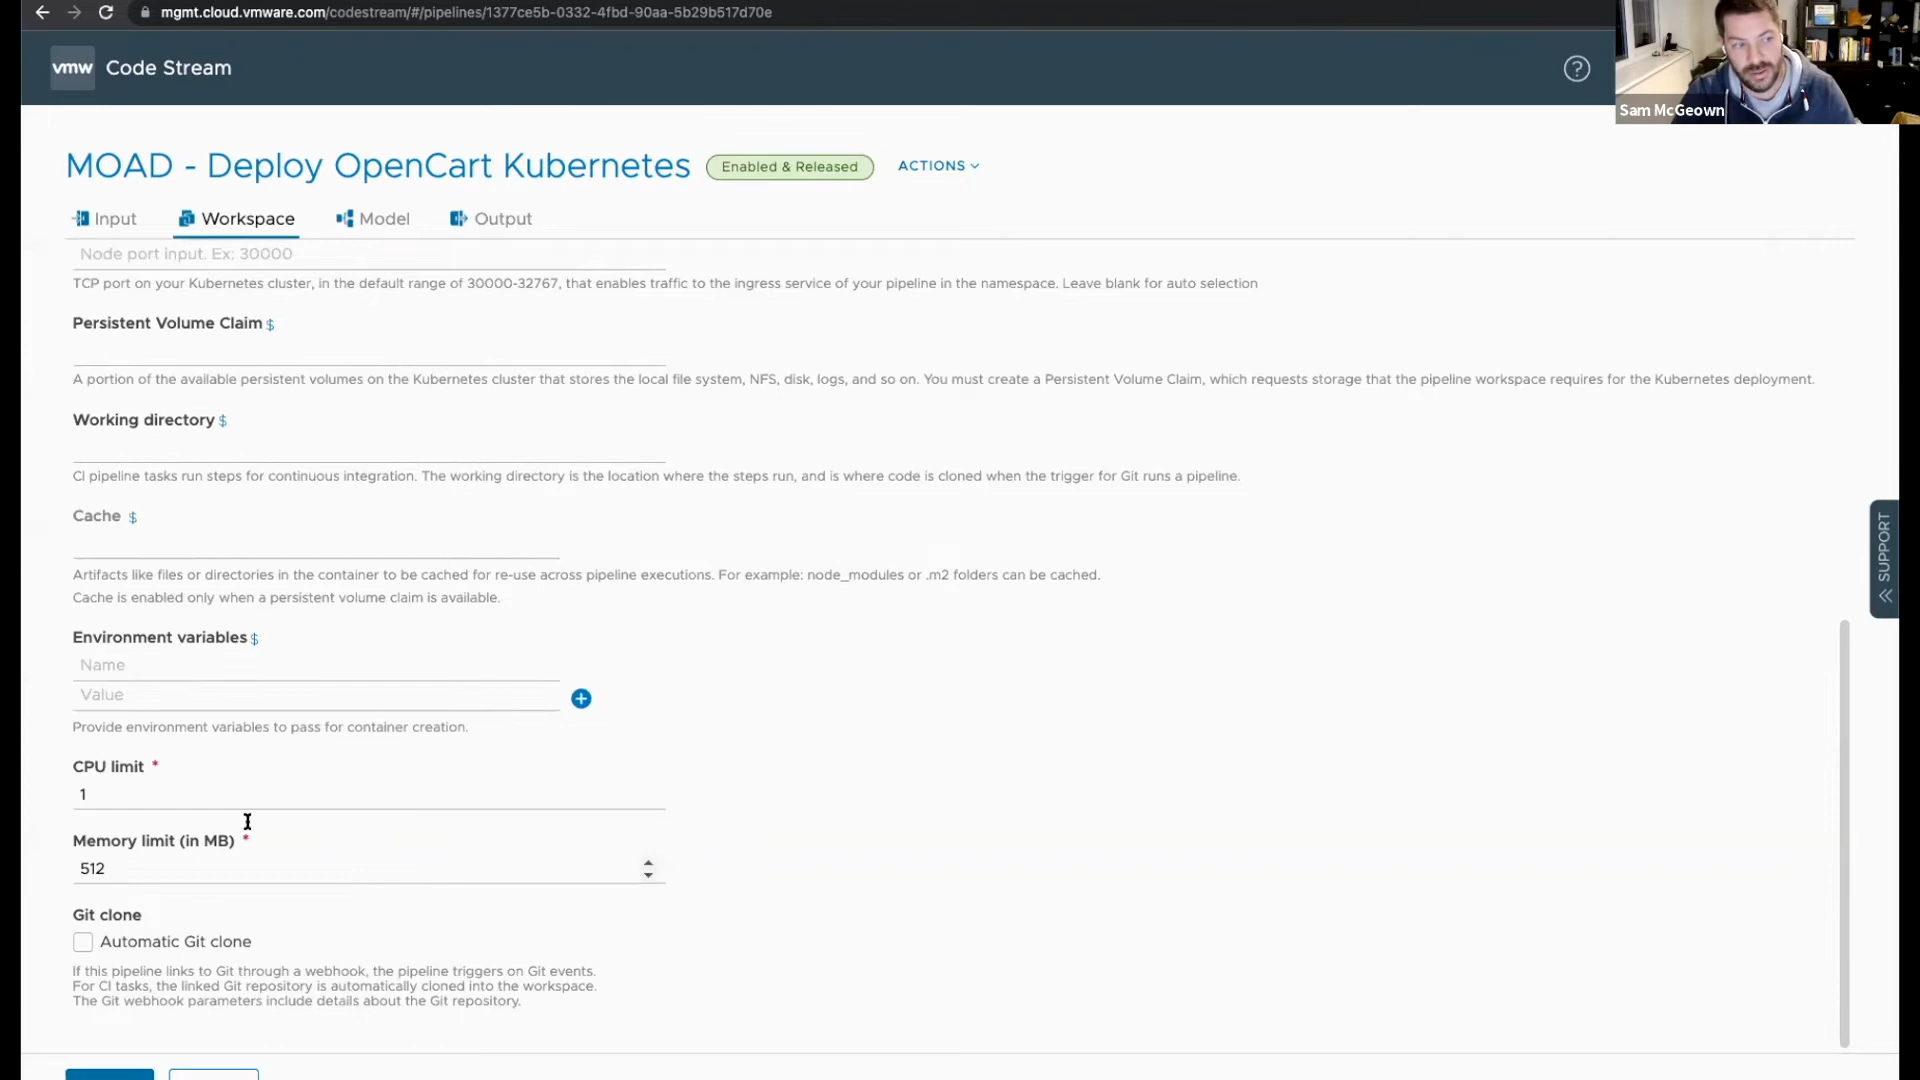 mgmt.cloud.vmware.com/codestream/#/pipelines/1377ce5b-0332-4fbd-90aa-5b29b517d70e
vmw Code Stream
Sam McGeown
MOAD - Deploy OpenCart Kubernetes Enabled & Released ACTIONS
Input Workspace Model Output
Node port input. Ex: 30000
TCP port on your Kubernetes cluster, in the default range of 30000-32767, that enables traffic to the ingress service of your pipeline in the namespace. Leave blank for auto selection
Persistent Volume Claim $
A portion of the available persistent volumes on the Kubernetes cluster that stores the local file system, NFS, disk, logs, and so on. You must create a Persistent Volume Claim, which requests storage that the pipeline workspace requires for the Kubernetes deployment.
Working directory $
CI pipeline tasks run steps for continuous integration. The working directory is the location where the steps run, and is where code is cloned when the trigger for Git runs a pipeline.
Cache $
Artifacts like files or directories in the container to be cached for re-use across pipeline executions. For example: node_modules or .m2 folders can be cached.
Cache is enabled only when a persistent volume claim is available.
SUPPORT
Environment variables $
Name
Value
Provide environment variables to pass for container creation.
CPU limit *
1
Memory limit (in MB) *
512
Git clone
Automatic Git clone
If this pipeline links to Git through a webhook, the pipeline triggers on Git events.
For CI tasks, the linked Git repository is automatically cloned into the workspace.
The Git webhook parameters include details about the Git repository.